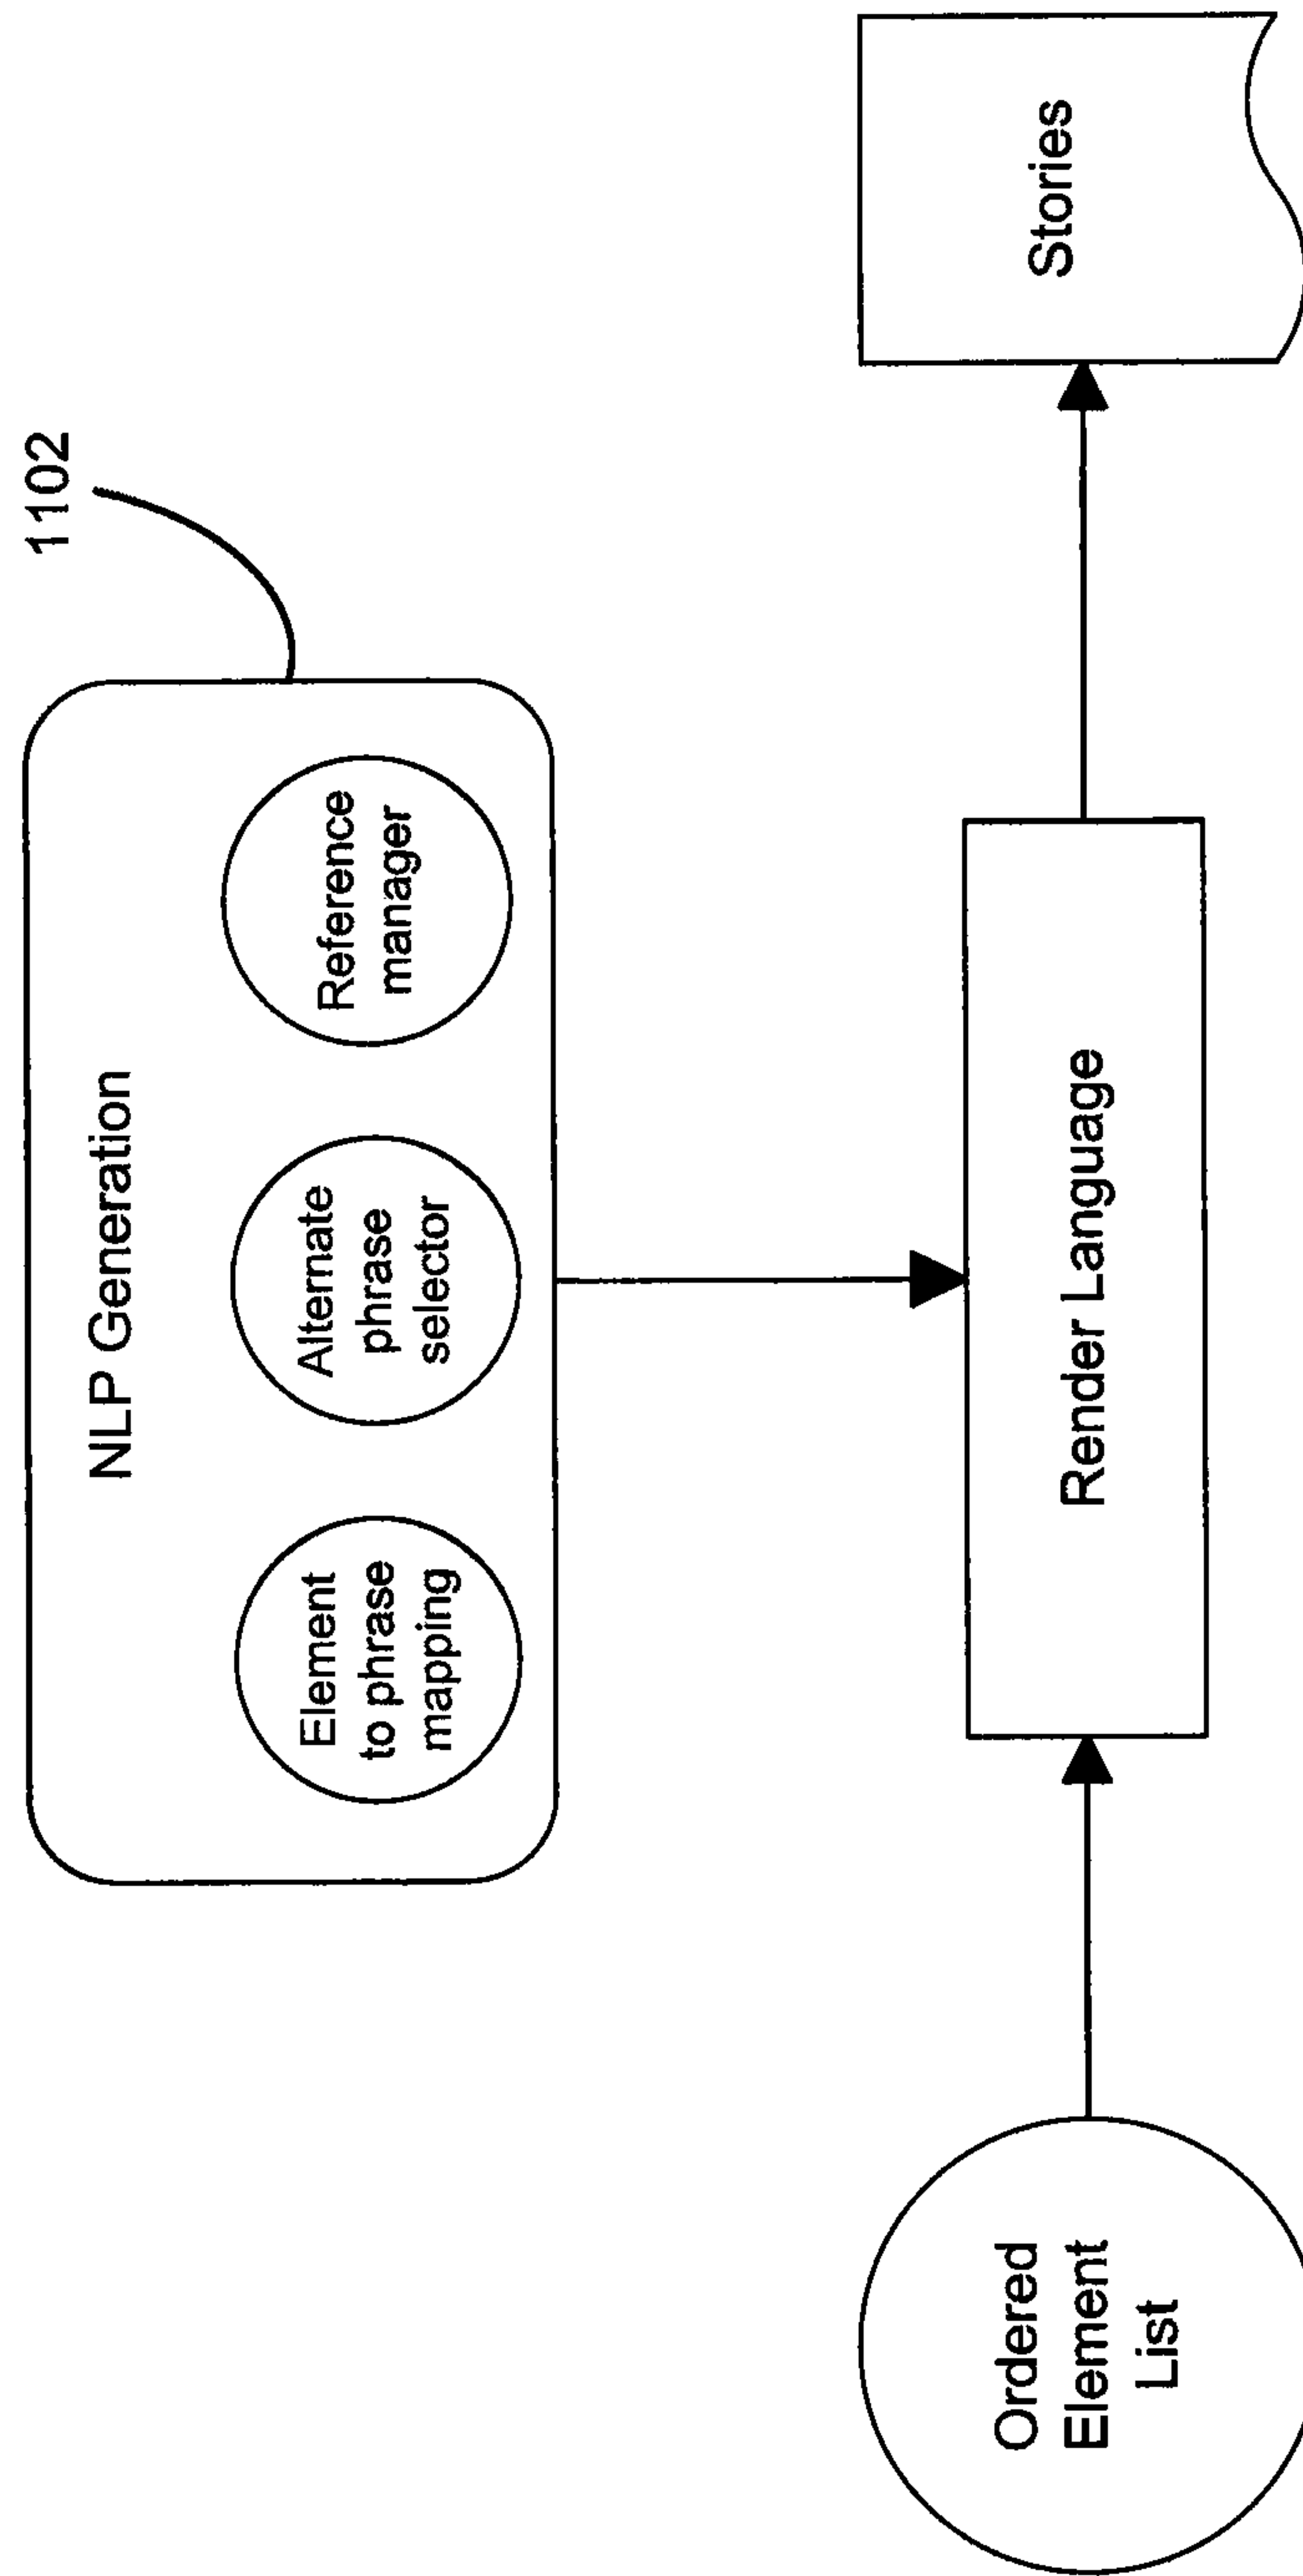 1102
NLP Generation
Element
to phrase
mapping
Alternate
phrase
selector
Reference
manager
Ordered
Element
List
Render Language
Stories